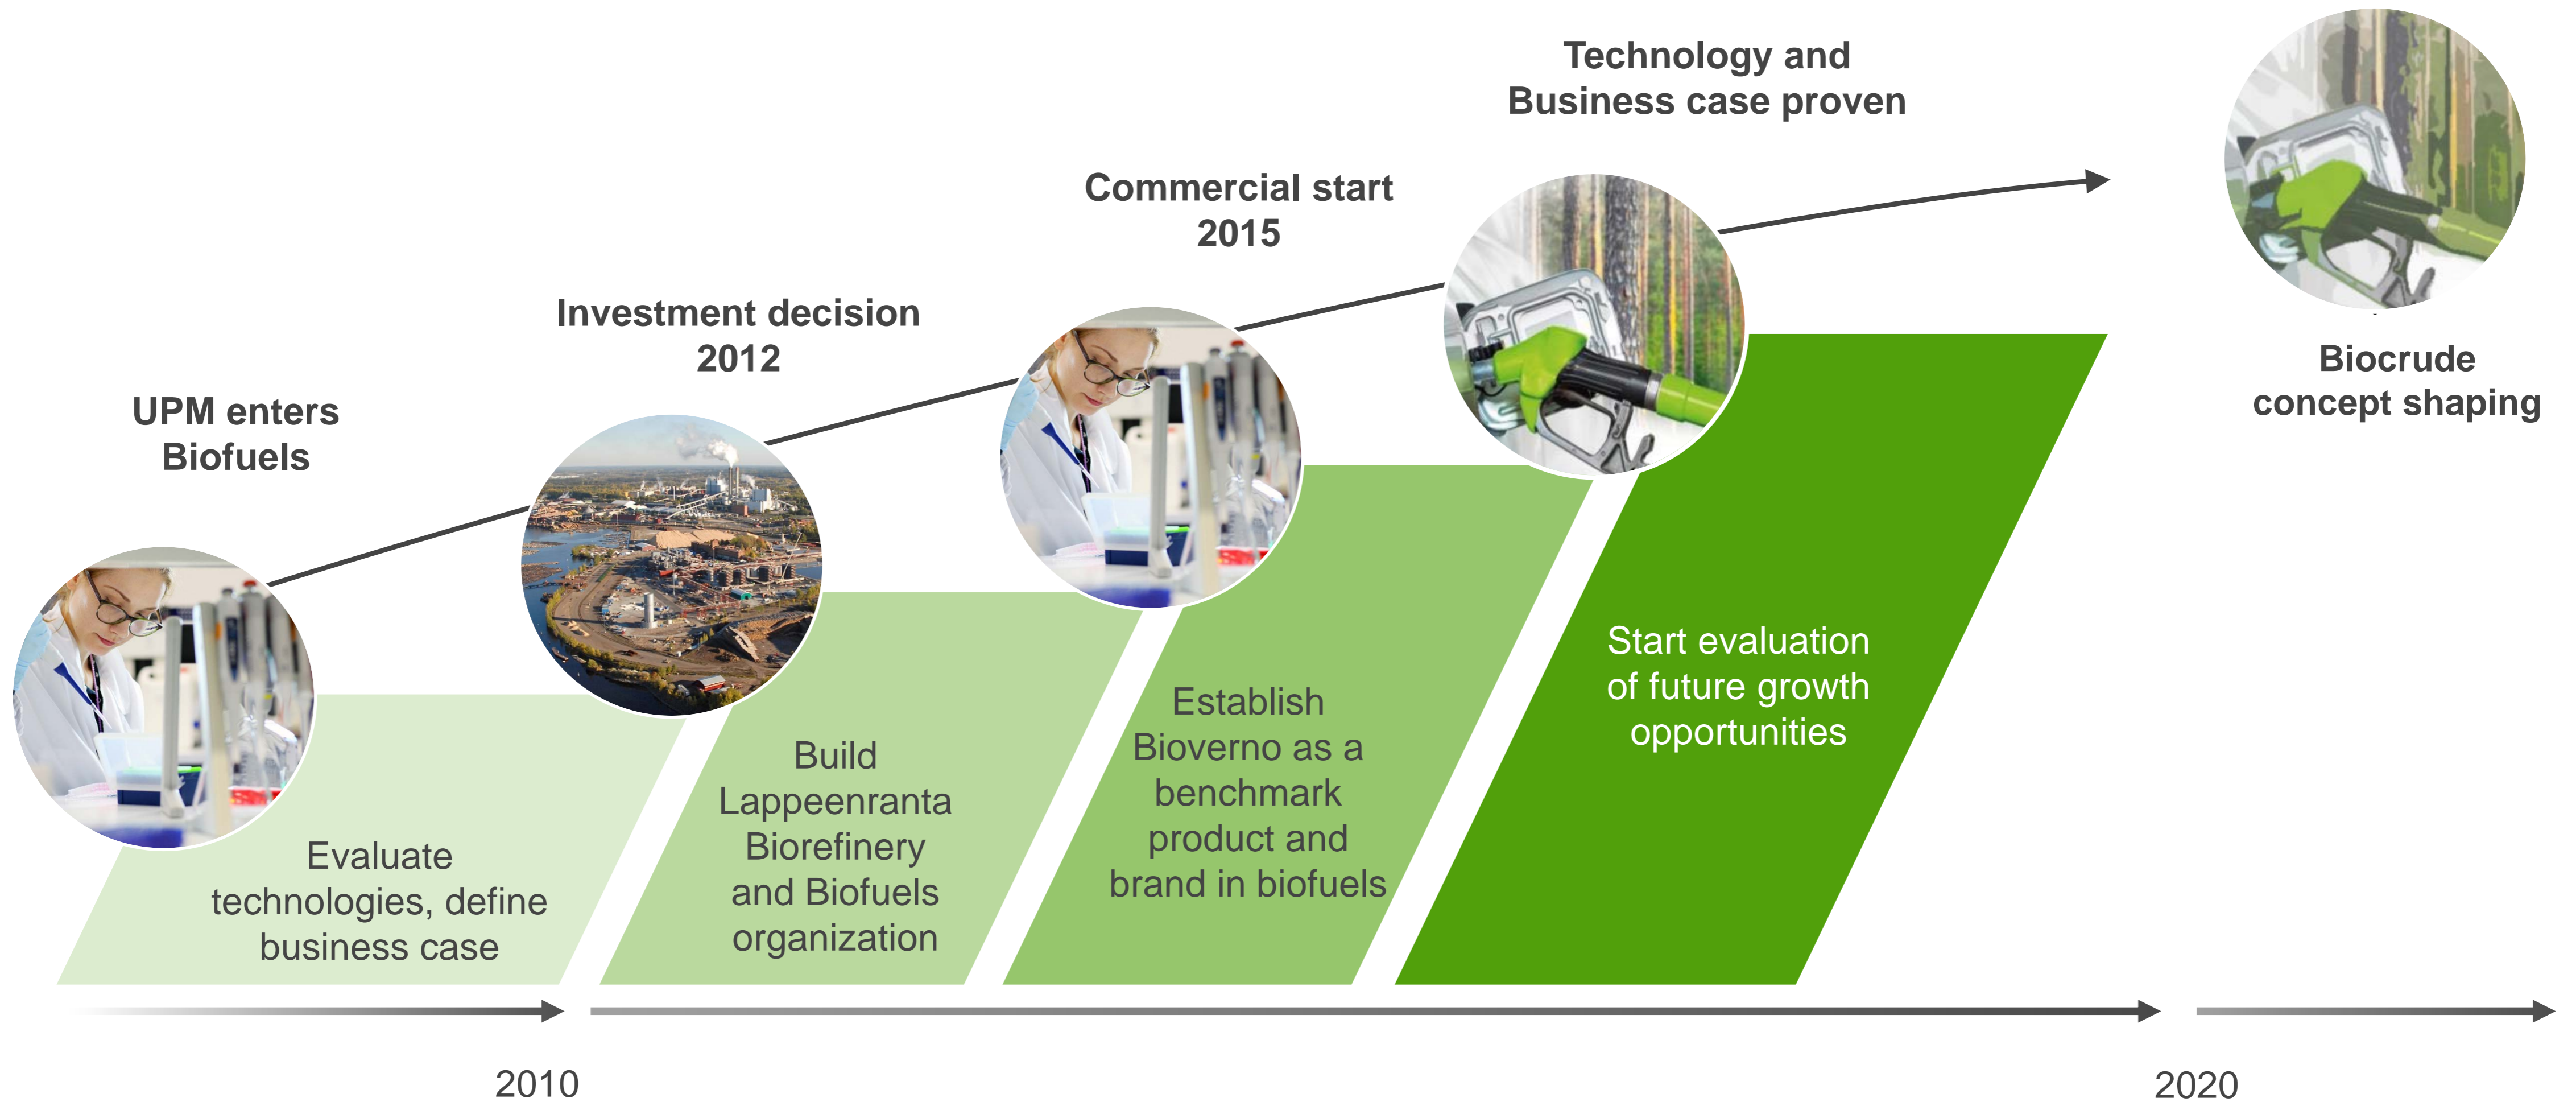 UPM enters
Biofuels
Investment decision
2012
Commercial start
2015
Technology and
Business case proven
Biocrude
concept shaping
Evaluate
technologies, define
business case
Build
Lappeenranta
Biorefinery
and Biofuels
organization
Establish
Bioverno as a
benchmark
product and
brand in biofuels
Start evaluation
of future growth
opportunities
2010
2020